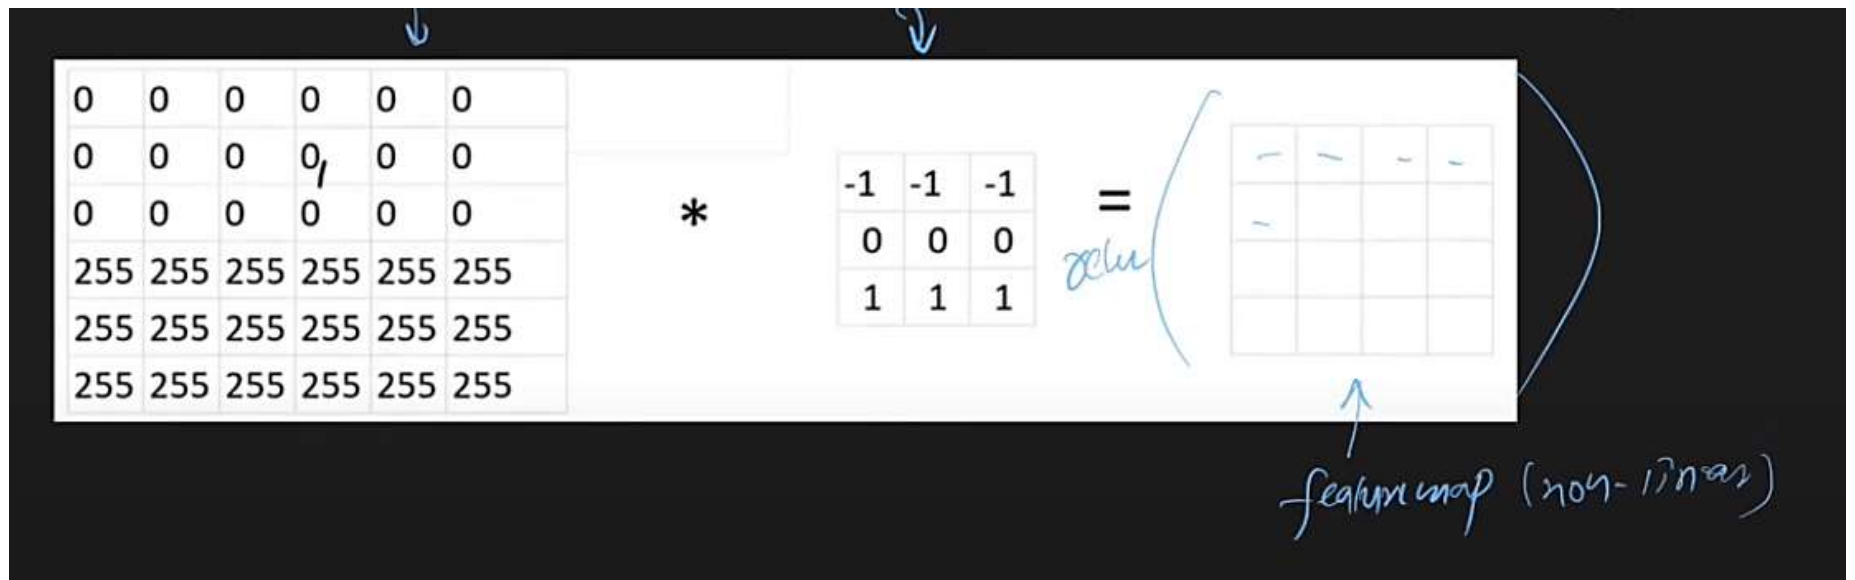 0 0 0 0 0 0
0 0 0 0 0 0
0 0 0 0 0 0
255 255 255 255 255 255
255 255 255 255 255 255
255 255 255 255 255 255
*
-1 -1 -1
0 0 0
1 1 1
=
relu
- - - -
-
feature map (non-linear)